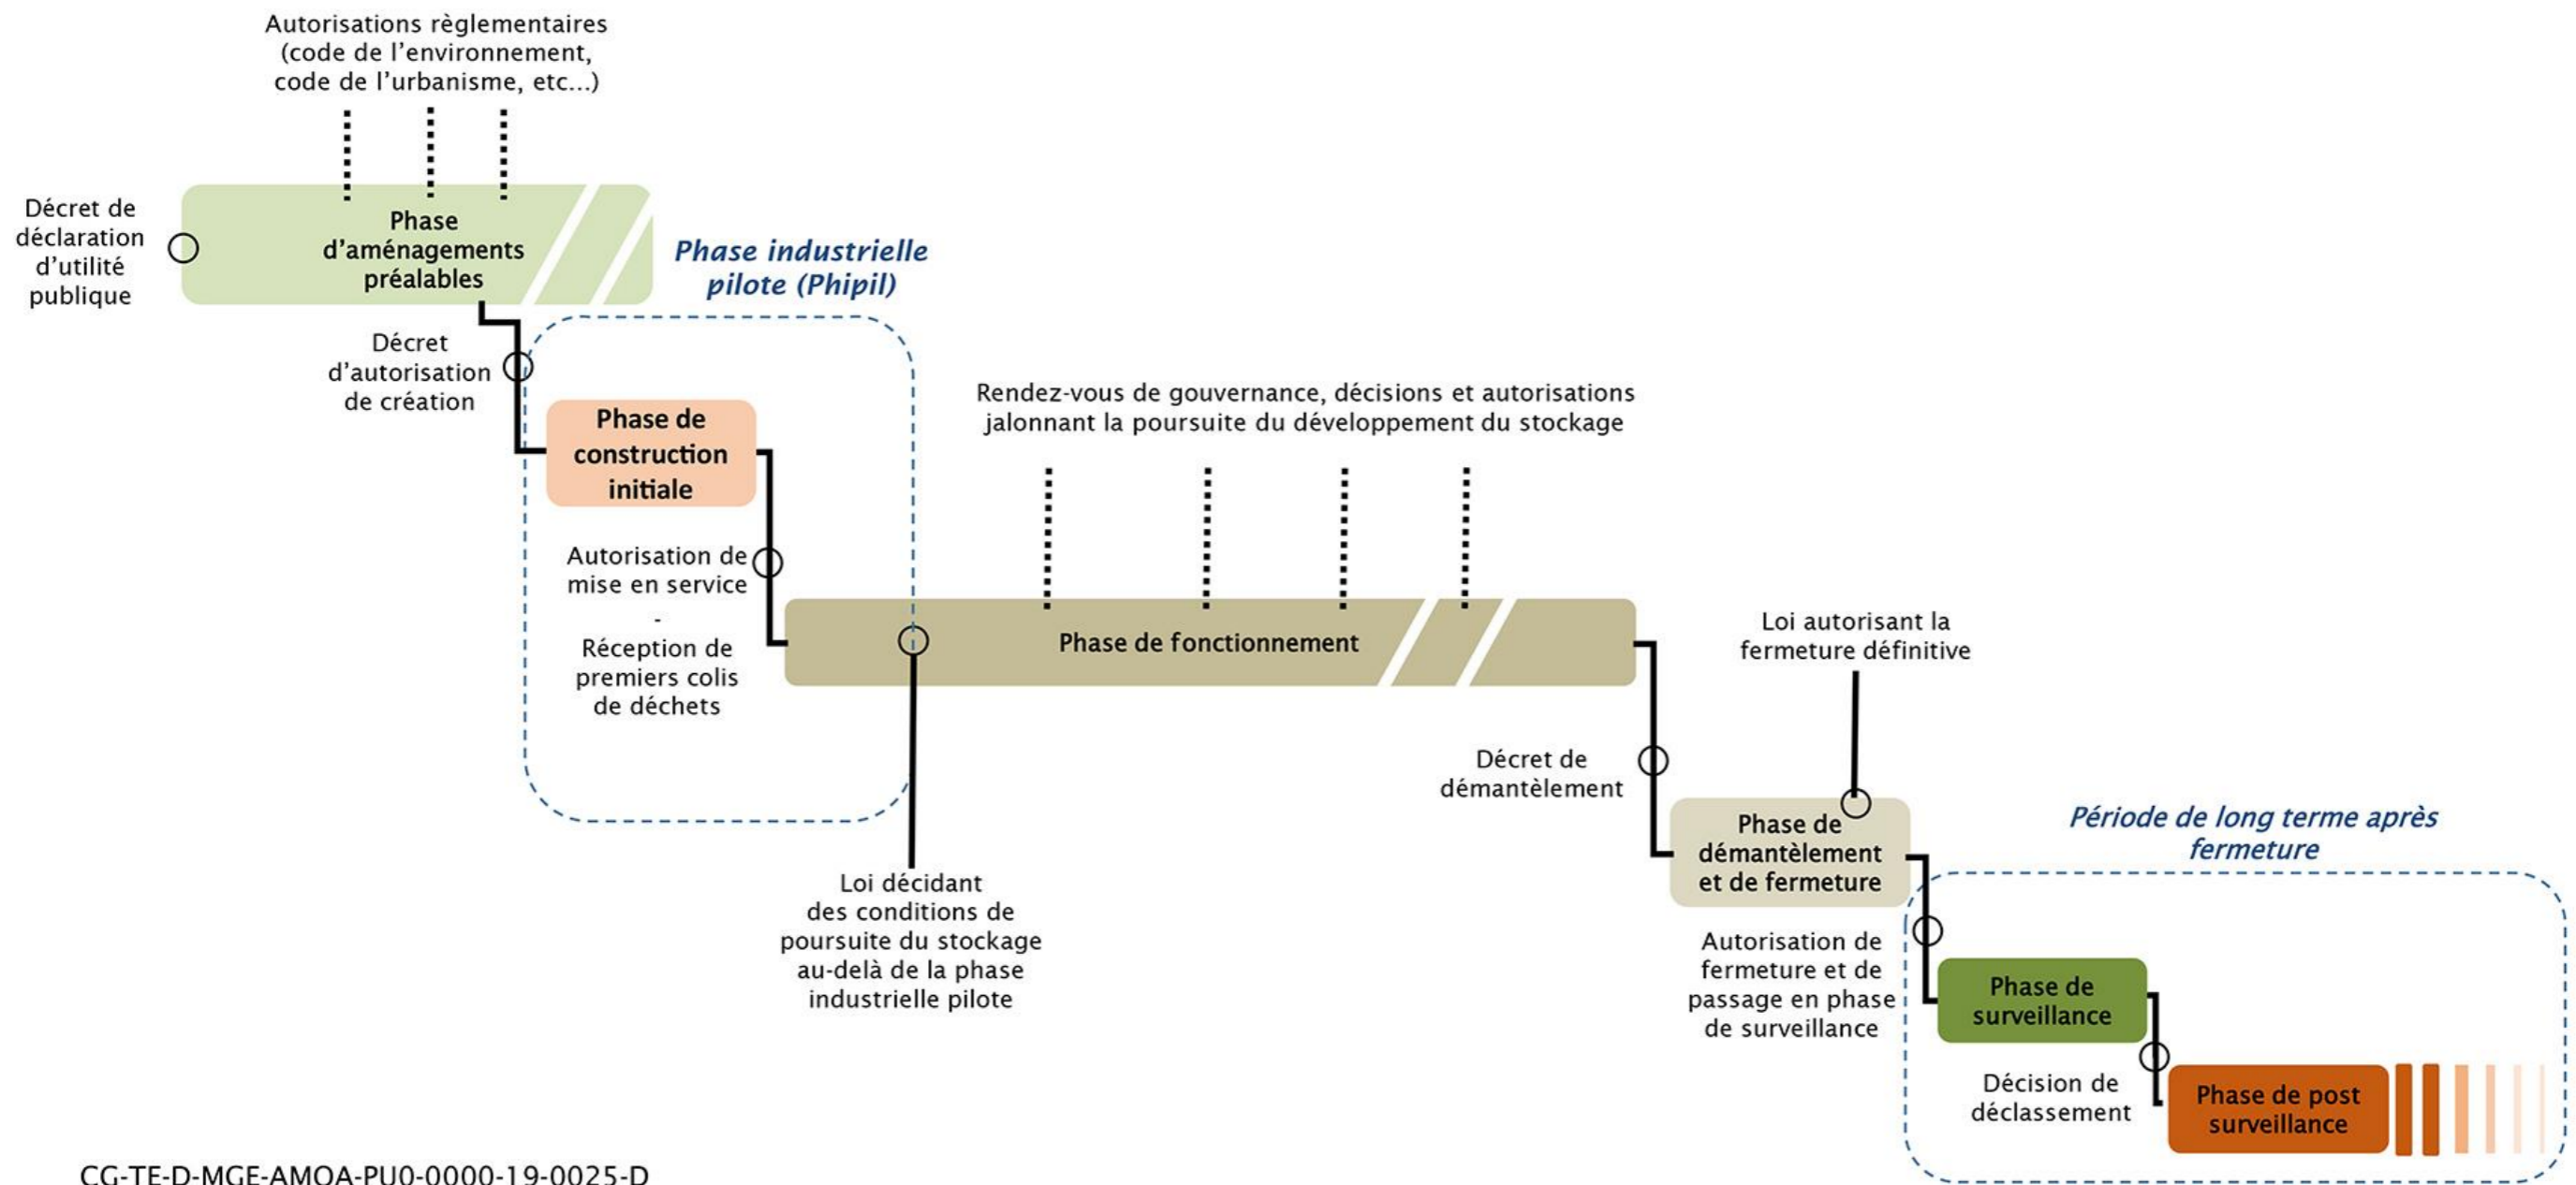 Autorisations règlementaires
(code de l'environnement,
code de l'urbanisme, etc...)
Décret de
déclaration
d'utilité
publique
Phase
d'aménagements
préalables
Phase industrielle
pilote (Phipil)
Décret
d'autorisation
de création
Phase de
construction
initiale
Rendez-vous de gouvernance, décisions et autorisations
jalonnant la poursuite du développement du stockage
Autorisation de
mise en service
-
Réception de
premiers colis
de déchets
Phase de fonctionnement
Loi autorisant la
fermeture définitive
Décret de
démantèlement
Loi décidant
des conditions de
poursuite du stockage
au-delà de la phase
industrielle pilote
Phase de
démantèlement
et de fermeture
Période de long terme après
fermeture
Autorisation de
fermeture et de
passage en phase
de surveillance
Phase de
surveillance
Décision de
déclassement
Phase de post
surveillance
CG-TE-D-MGE-AMOA-PU0-0000-19-0025-D